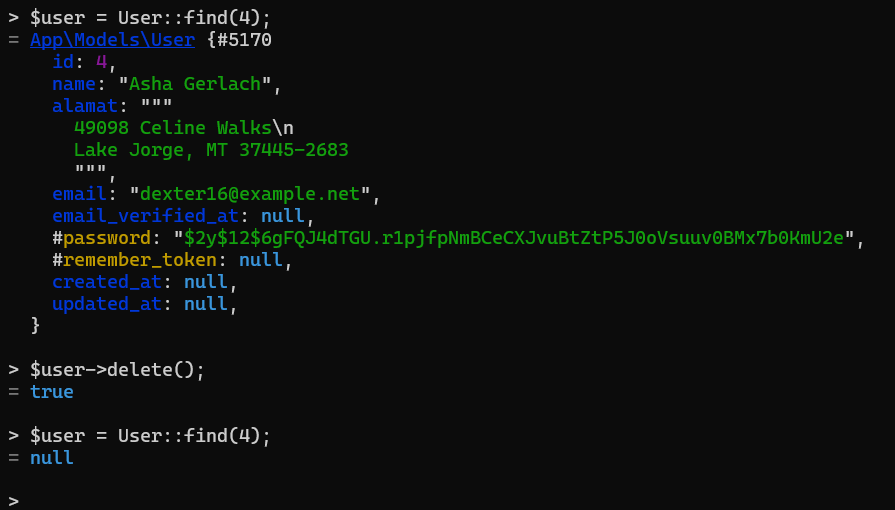 > $user = User::find(4);
= App\Models\User {#5170
id: 4,
name: "Asha Gerlach",
alamat: """
49098 Celine Walks\n
Lake Jorge, MT 37445-2683
""",
email: "dexter16@example.net",
email_verified_at: null,
#password: "$2y$12$6gFQJ4dTGU.r1pjfpNmBCeCXJvuBtZtP5J0oVsuuv0BMx7b0KmU2e",
#remember_token: null,
created_at: null,
updated_at: null,
}
> $user->delete();
= true
> $user = User::find(4);
= null
>